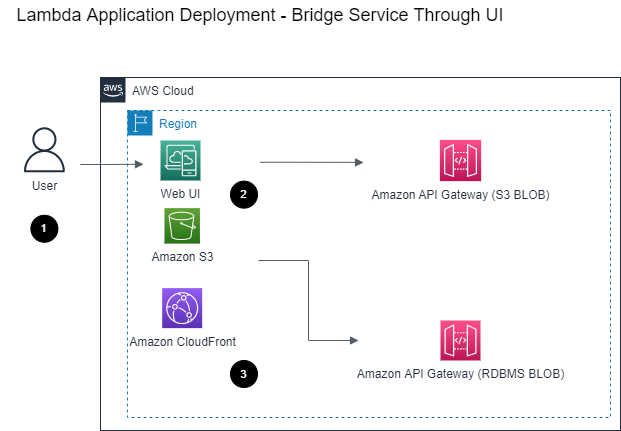 Lambda Application Deployment - Bridge Service Through UI
aws
AWS Cloud
Region
User
1
Web UI
2
Amazon API Gateway (S3 BLOB)
Amazon S3
Amazon CloudFront
3
Amazon API Gateway (RDBMS BLOB)